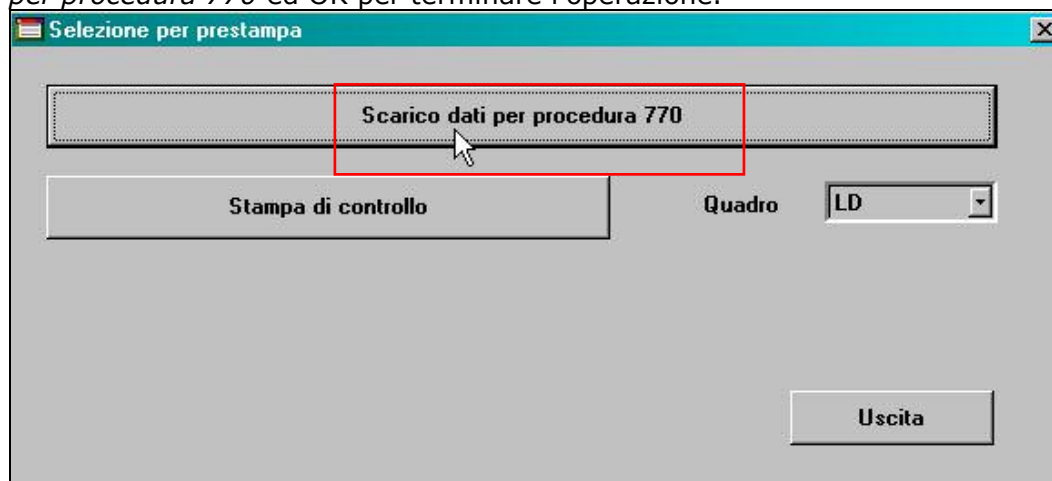 per procedura 770 ed OK per terminare l'operazione.
Selezione per prestampa
Scarico dati per procedura 770
Stampa di controllo
Quadro
LD
Uscita